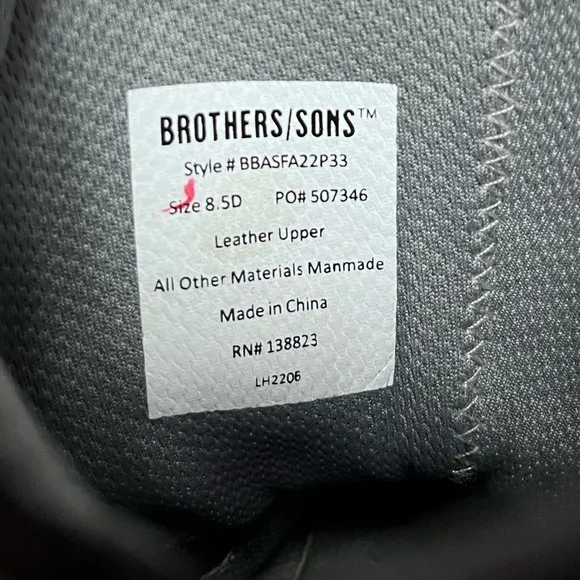 BROTHERS/SONS™
Style # BBASFA22P33
Size 8.5D PO# 507346
Leather Upper
All Other Materials Manmade
Made in China
RN# 138823
LH2206